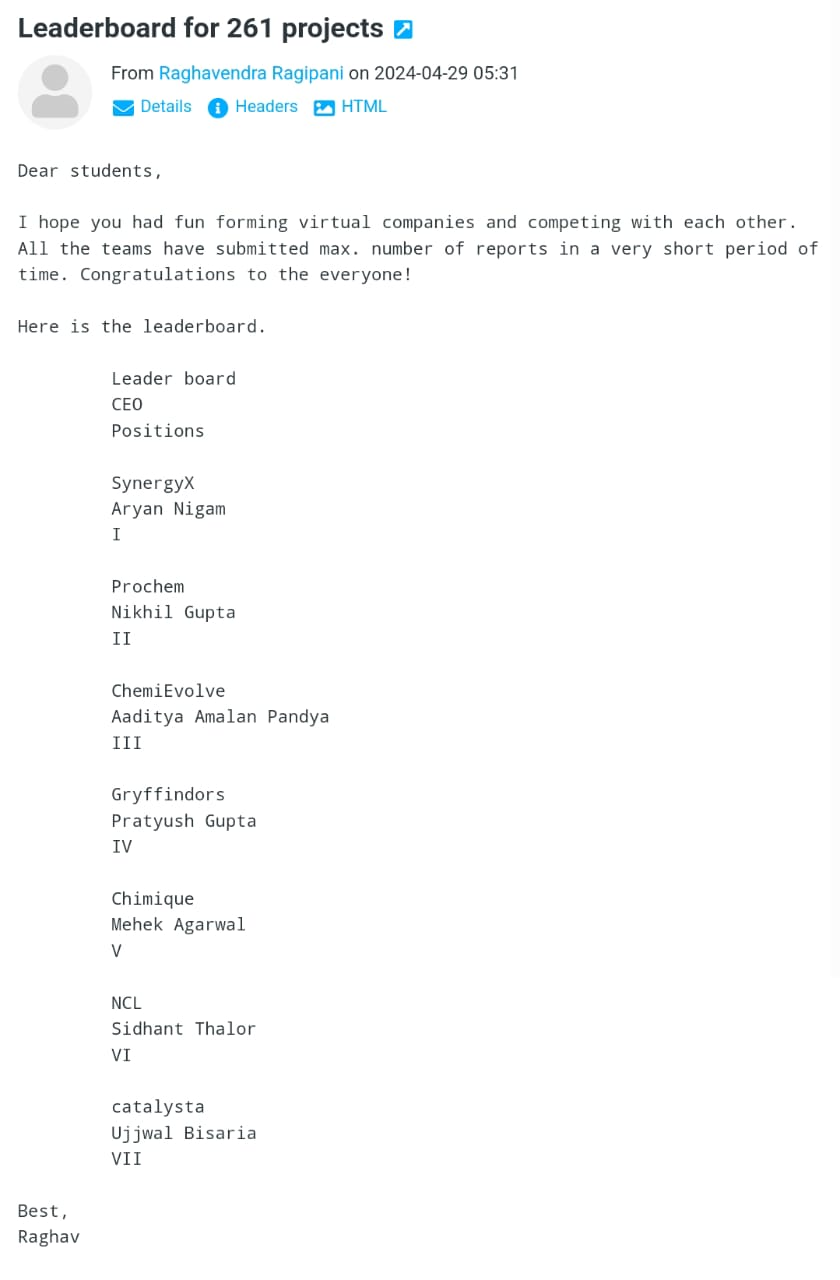 Leaderboard for 261 projects
From Raghavendra Ragipani on 2024-04-29 05:31
Details Headers HTML
Dear students,
I hope you had fun forming virtual companies and competing with each other.
All the teams have submitted max. number of reports in a very short period of
time. Congratulations to the everyone!
Here is the leaderboard.
Leader board
CEO
Positions
SynergyX
Aryan Nigam
I
Prochem
Nikhil Gupta
II
ChemiEvolve
Aaditya Amalan Pandya
III
Gryffindors
Pratyush Gupta
IV
Chimique
Mehek Agarwal
V
NCL
Sidhant Thalor
VI
catalysta
Ujjwal Bisaria
VII
Best,
Raghav